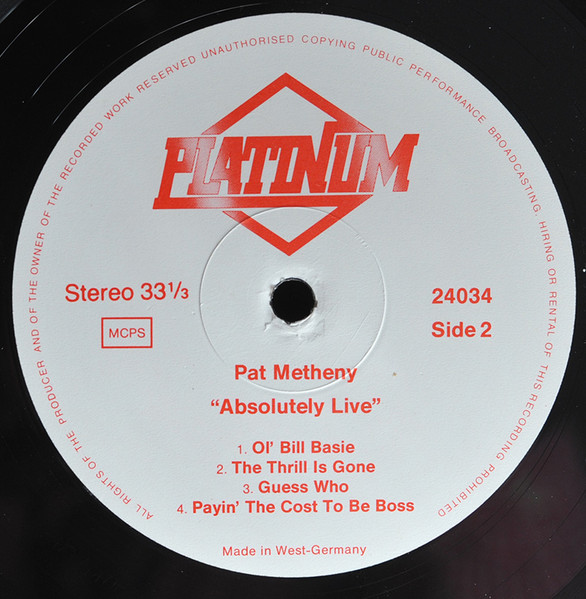 ALL RIGHTS OF THE PRODUCER AND OF THE OWNER OF THE RECORDED WORK RESERVED UNAUTHORISED COPYING PUBLIC PERFORMANCE BROADCASTING, HIRING OR RENTAL OF THIS RECORDING PROHIBITED
PLATINUM
Stereo 33 1/3
24034
MCPS
Side 2
Pat Metheny
“Absolutely Live”
1. Ol’ Bill Basie
2. The Thrill Is Gone
3. Guess Who
4. Payin’ The Cost To Be Boss
Made in West-Germany